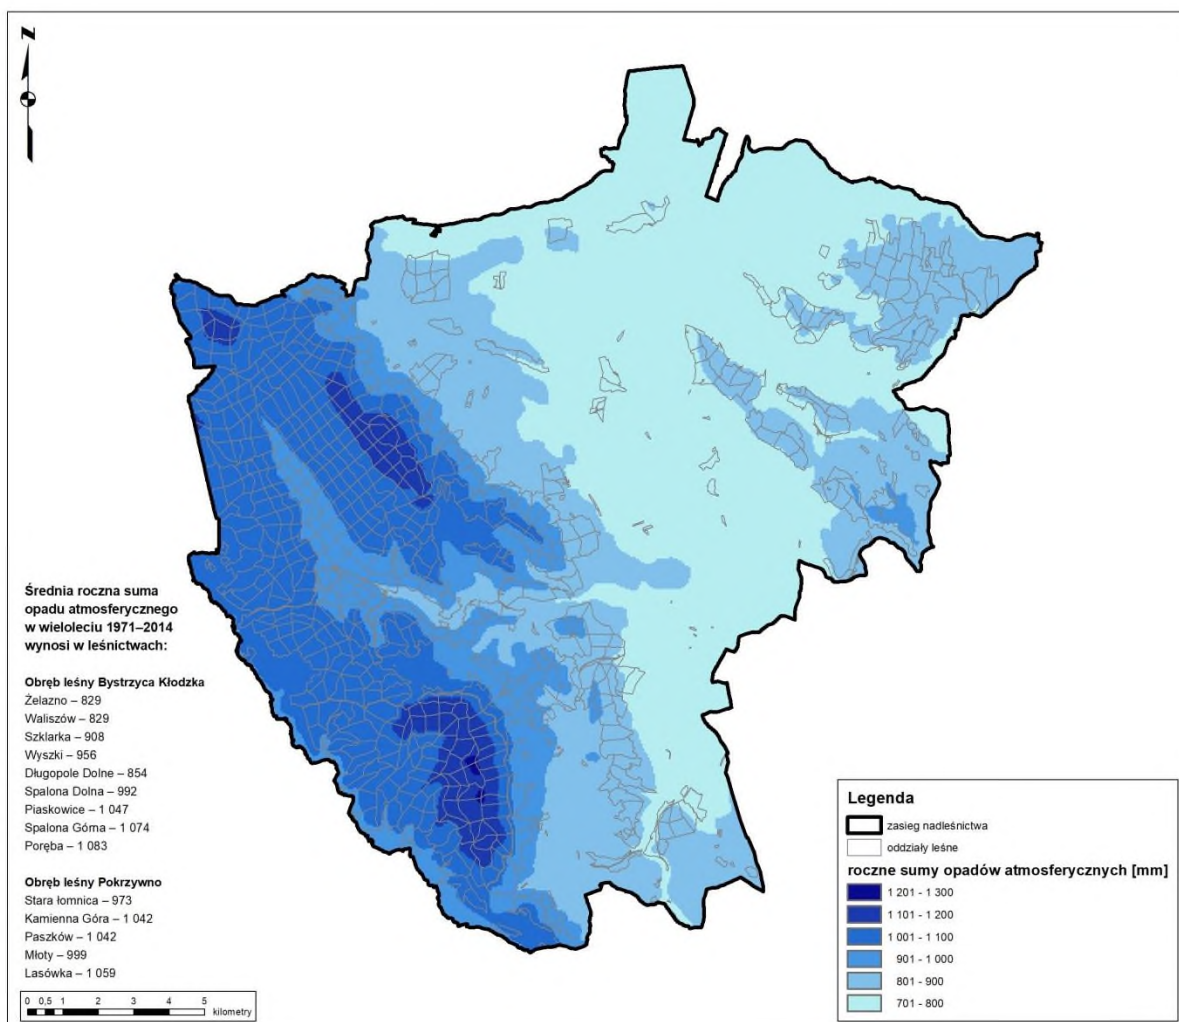 N
Średnia roczna suma
opadu atmosferycznego
w wieloleciu 1971–2014
wynosi w leśnictwach:
Obręb leśny Bystrzyca Kłodzka
Żelazno – 829
Waliszów – 829
Szklarka – 908
Wyszki – 956
Długopole Dolne – 854
Spalona Dolna – 992
Piaskowice – 1 047
Spalona Górna – 1 074
Poręba – 1 083
Obręb leśny Pokrzywno
Stara łomnica – 973
Kamienna Góra – 1 042
Paszków – 1 042
Młoty – 999
Lasówka – 1 059
0 0,5 1 2 3 4 5
kilometry
Legenda
zasięg nadleśnictwa
oddziały leśne
roczne sumy opadów atmosferycznych [mm]
1 201 - 1 300
1 101 - 1 200
1 001 - 1 100
901 - 1 000
801 - 900
701 - 800